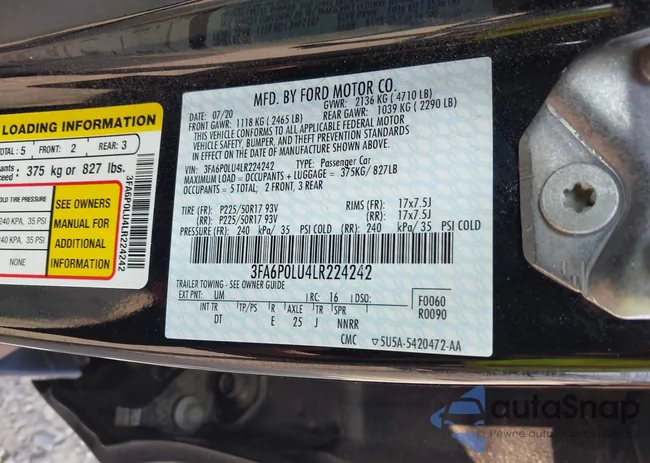 LOADING INFORMATION
TOTAL: 5 FRONT: 2 REAR: 3
375 kg or 827 lbs.
TIRE PRESSURE
240 KPA, 35 PSI
240 KPA, 35 PSI
NONE
SEE OWNERS
MANUAL FOR
ADDITIONAL
INFORMATION
3FA6P0LU4LR224242
MFD. BY FORD MOTOR CO.
DATE: 07/20 GVWR: 2136 KG ( 4710 LB)
FRONT GAWR: 1118 KG ( 2465 LB) REAR GAWR: 1039 KG ( 2290 LB)
THIS VEHICLE CONFORMS TO ALL APPLICABLE FEDERAL MOTOR
VEHICLE SAFETY, BUMPER, AND THEFT PREVENTION STANDARDS
IN EFFECT ON THE DATE OF MANUFACTURE SHOWN ABOVE.
VIN: 3FA6P0LU4LR224242 TYPE: Passenger Car
MAXIMUM LOAD = OCCUPANTS + LUGGAGE = 375KG/ 827LB
OCCUPANTS = 5 TOTAL; 2 FRONT, 3 REAR
TIRE (FR): P225/50R17 93V RIMS (FR): 17x7.5J
(RR): P225/50R17 93V (RR): 17x7.5J
PRESSURE (FR): 240 kPa/ 35 PSI COLD (RR): 240 kPa/35 PSI COLD
3FA6P0LU4LR224242
TRAILER TOWING - SEE OWNER GUIDE
EXT PNT: UM RC: 16 DSO: F0060
R0090
INT TR TP/PS R TR SPR
DT E 25 J NNRR
CMC ▽5U5A-5420472-AA
autoSnap
Pewne auto